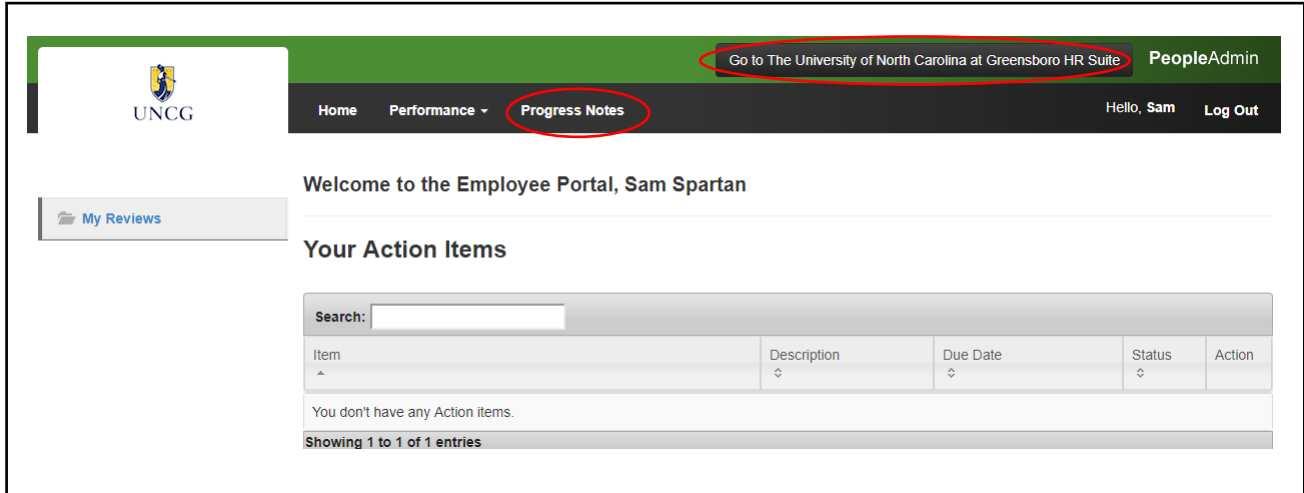 Go to The University of North Carolina at Greensboro HR Suite PeopleAdmin
UNCG
Home Performance Progress Notes Hello, Sam Log Out
Welcome to the Employee Portal, Sam Spartan
My Reviews
Your Action Items
Search:
Item Description Due Date Status Action
You don't have any Action items.
Showing 1 to 1 of 1 entries